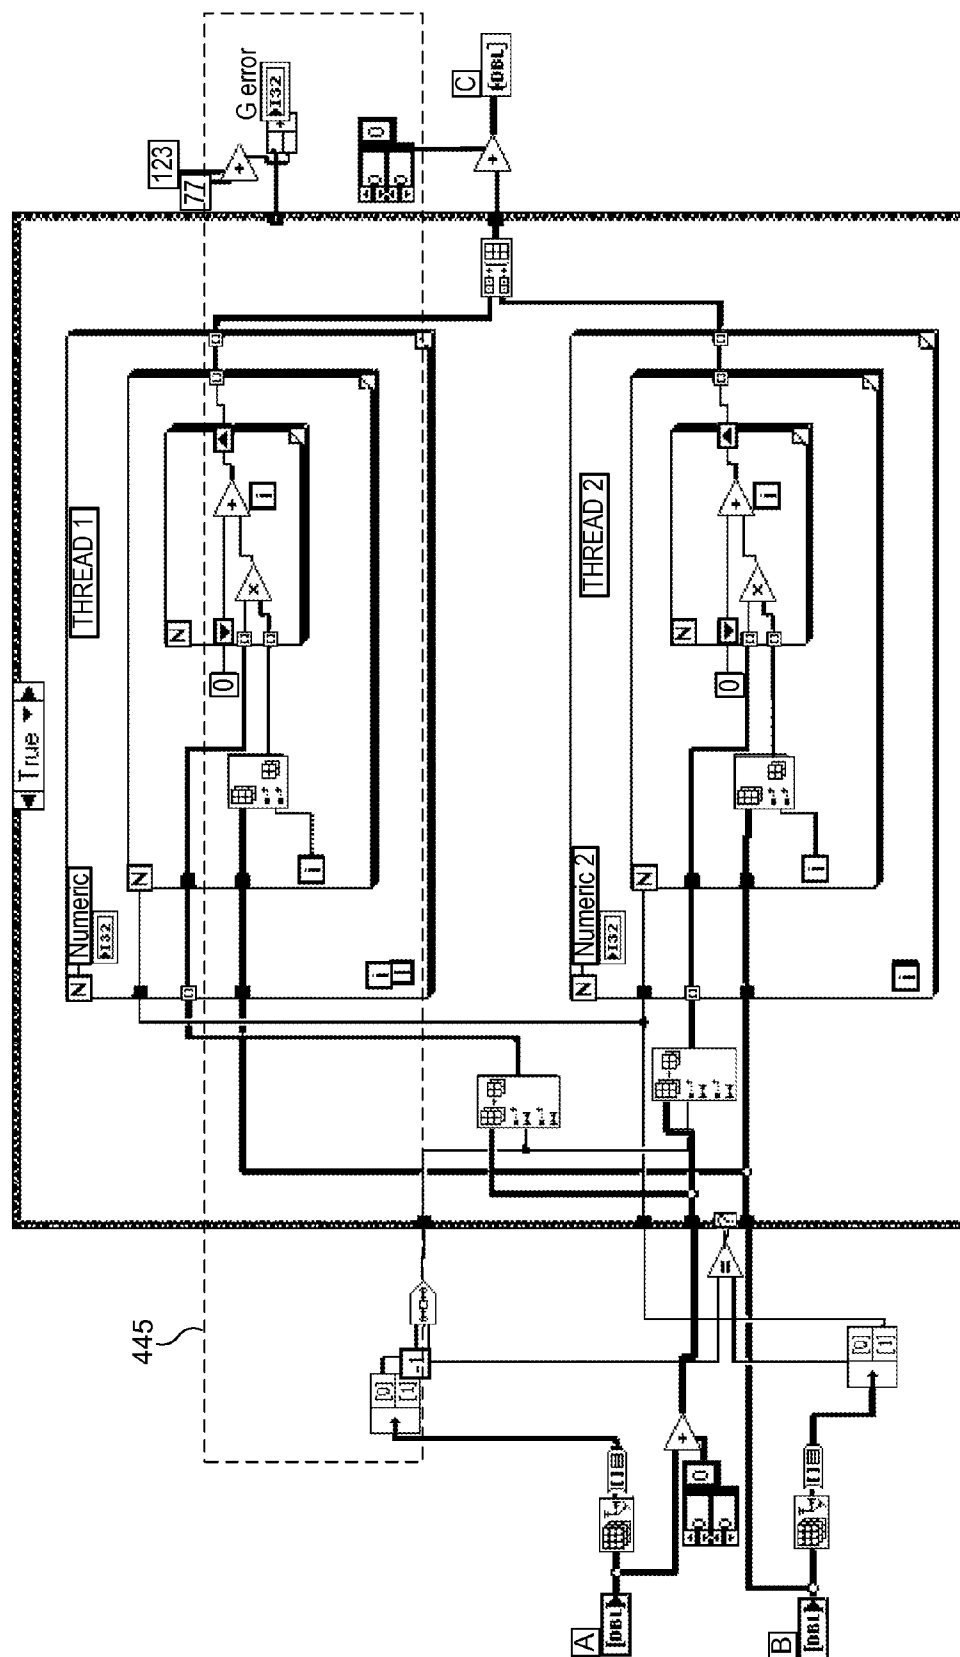 123
77
G error
I32
0
C
[DBL]
True
THREAD 1
i
N
0
i
N
Numeric
I32
N
i
THREAD 2
i
N
0
i
N
Numeric 2
I32
N
i
445
[0]
[1]
-1
[0]
[1]
0
A
[DBL]
B
[DBL]